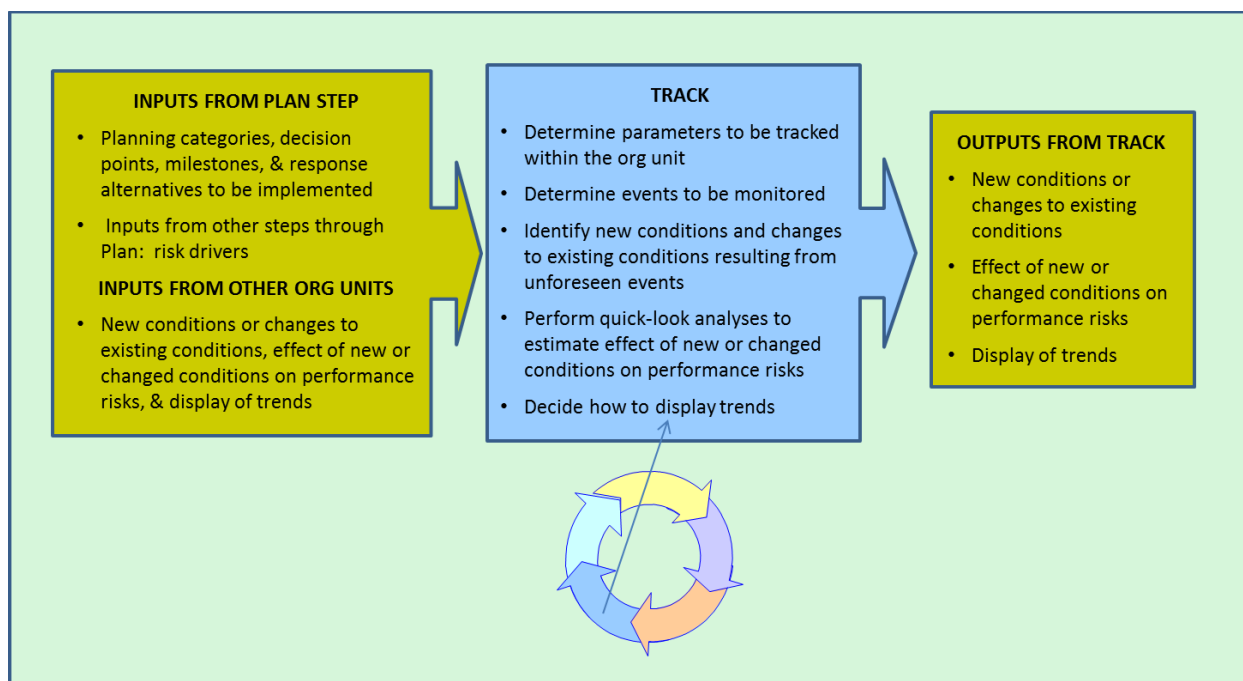 INPUTS FROM PLAN STEP
• Planning categories, decision
points, milestones, & response
alternatives to be implemented
• Inputs from other steps through
Plan: risk drivers
INPUTS FROM OTHER ORG UNITS
• New conditions or changes to
existing conditions, effect of new or
changed conditions on performance
risks, & display of trends
TRACK
• Determine parameters to be tracked
within the org unit
• Determine events to be monitored
• Identify new conditions and changes
to existing conditions resulting from
unforeseen events
• Perform quick-look analyses to
estimate effect of new or changed
conditions on performance risks
• Decide how to display trends
OUTPUTS FROM TRACK
• New conditions or
changes to existing
conditions
• Effect of new or
changed conditions on
performance risks
• Display of trends